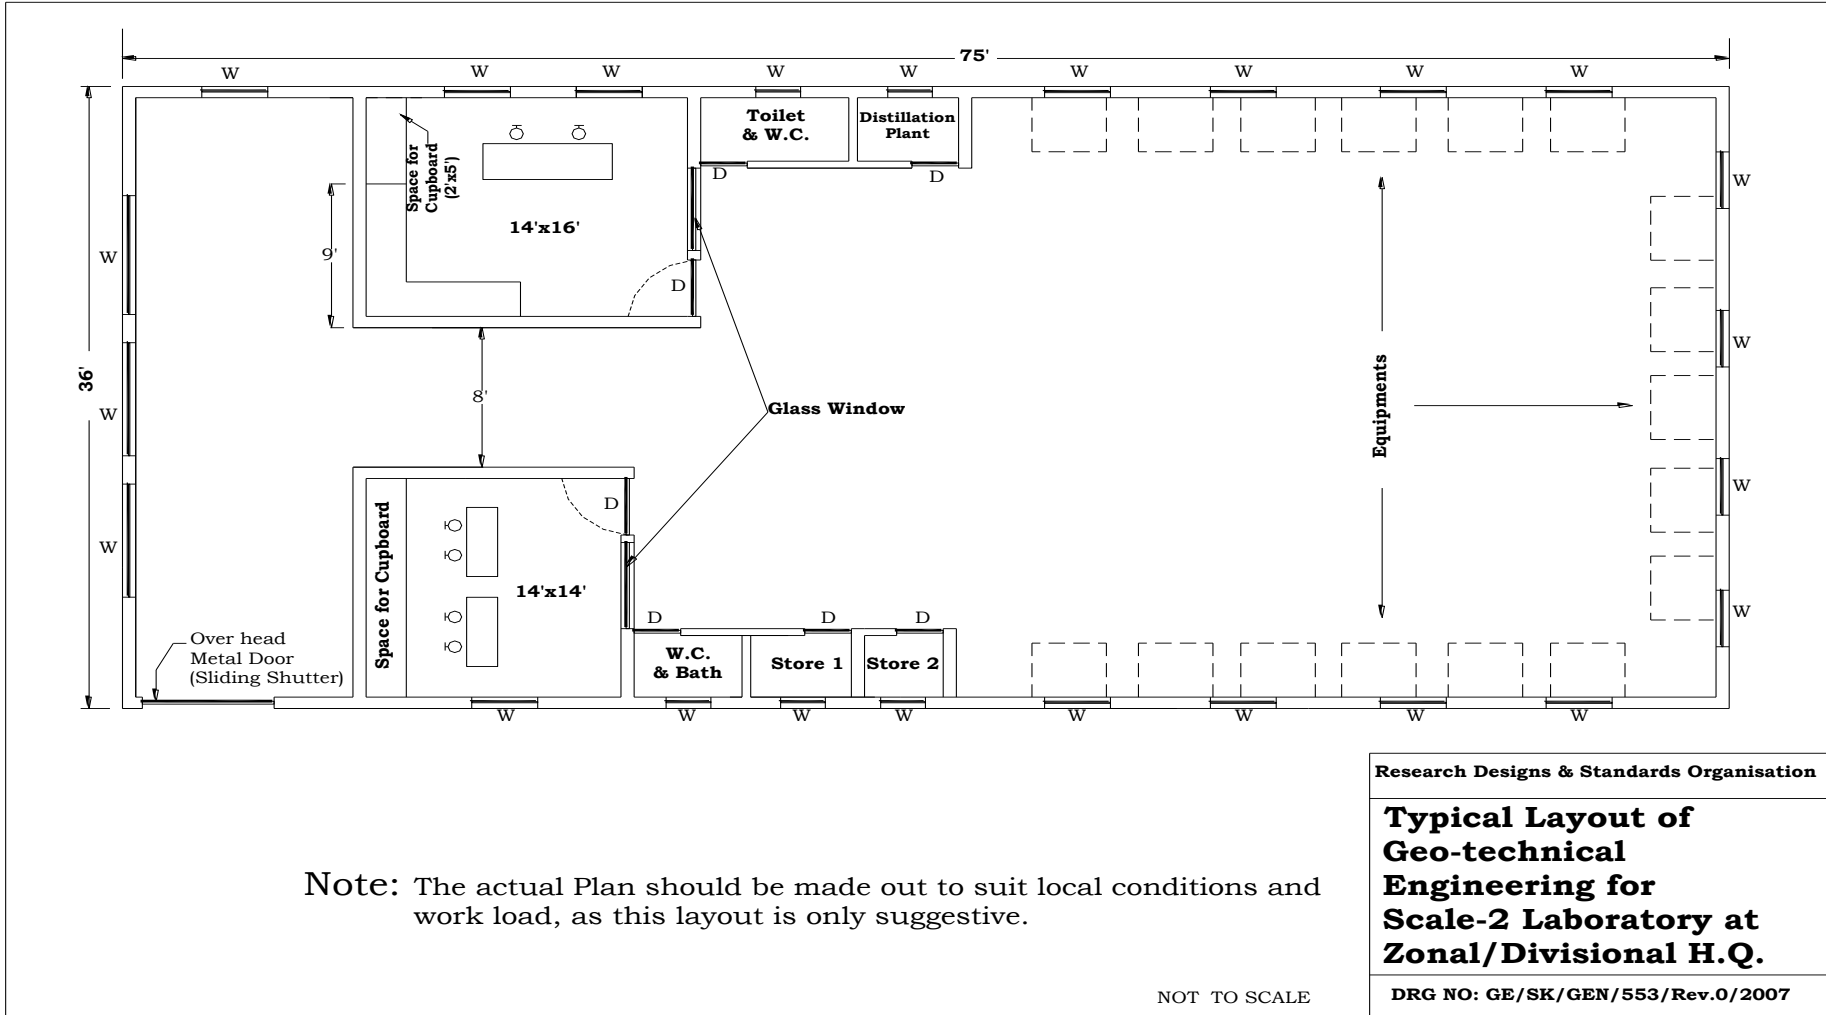 75'
W
W
W
W
W
W
W
W
W
Toilet
& W.C.
Distillation
Plant
Space for
Cupboard
(2'x5')
D
D
W
14'x16'
9'
W
D
W
36'
8'
Glass Window
Equipments
W
W
W
D
Space for Cupboard
14'x14'
W
D
D
D
W
Over head
Metal Door
(Sliding Shutter)
W.C.
& Bath
Store 1
Store 2
W
W
W
W
W
W
W
W
Research Designs & Standards Organisation
Typical Layout of
Geo-technical
Engineering for
Scale-2 Laboratory at
Zonal/Divisional H.Q.
Note: The actual Plan should be made out to suit local conditions and
work load, as this layout is only suggestive.
NOT TO SCALE
DRG NO: GE/SK/GEN/553/Rev.0/2007